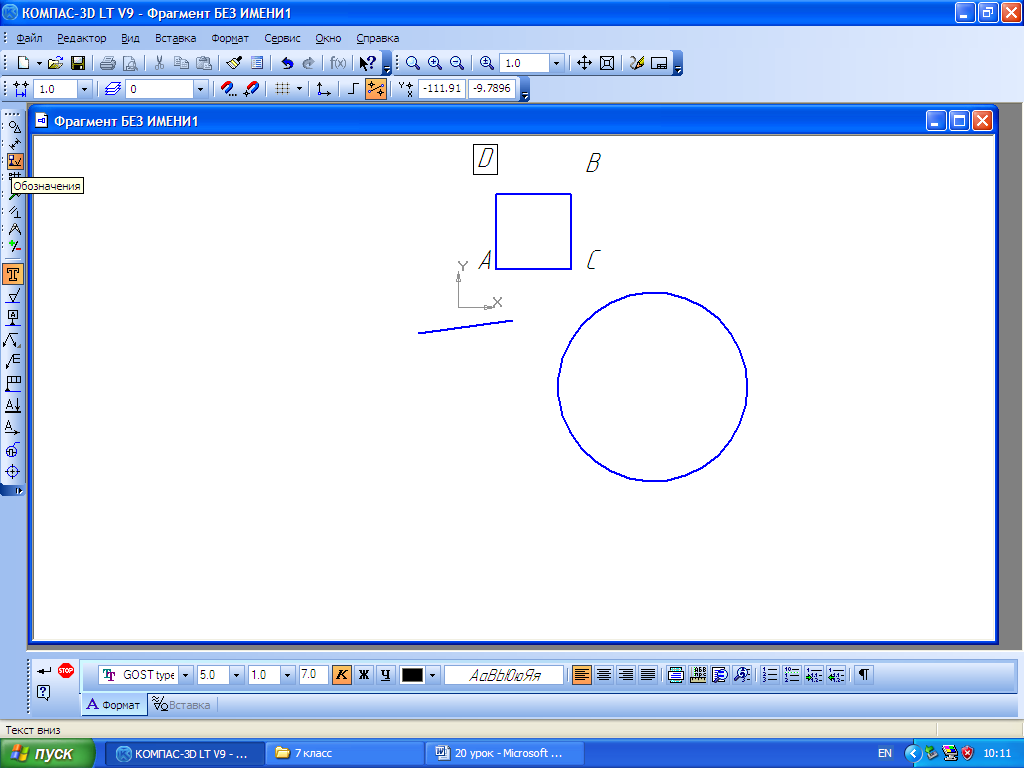 КОМПАС-3D LT V9 - Фрагмент БЕЗ ИМЕНИ1
Файл Редактор Вид Вставка Формат Сервис Окно Справка
f(x) 1.0
1.0 0 -111.91 -9.7896
Фрагмент БЕЗ ИМЕНИ1
D B
Обозначения
A C
Y
X
GOST type 5.0 1.0 7.0 К Ж Ч АаВЫЮяЯя
Формат Вставка
Текст вниз
пуск КОМПАС-3D LT V9 - ... 7 класс 20 урок - Microsoft ... EN 10:11